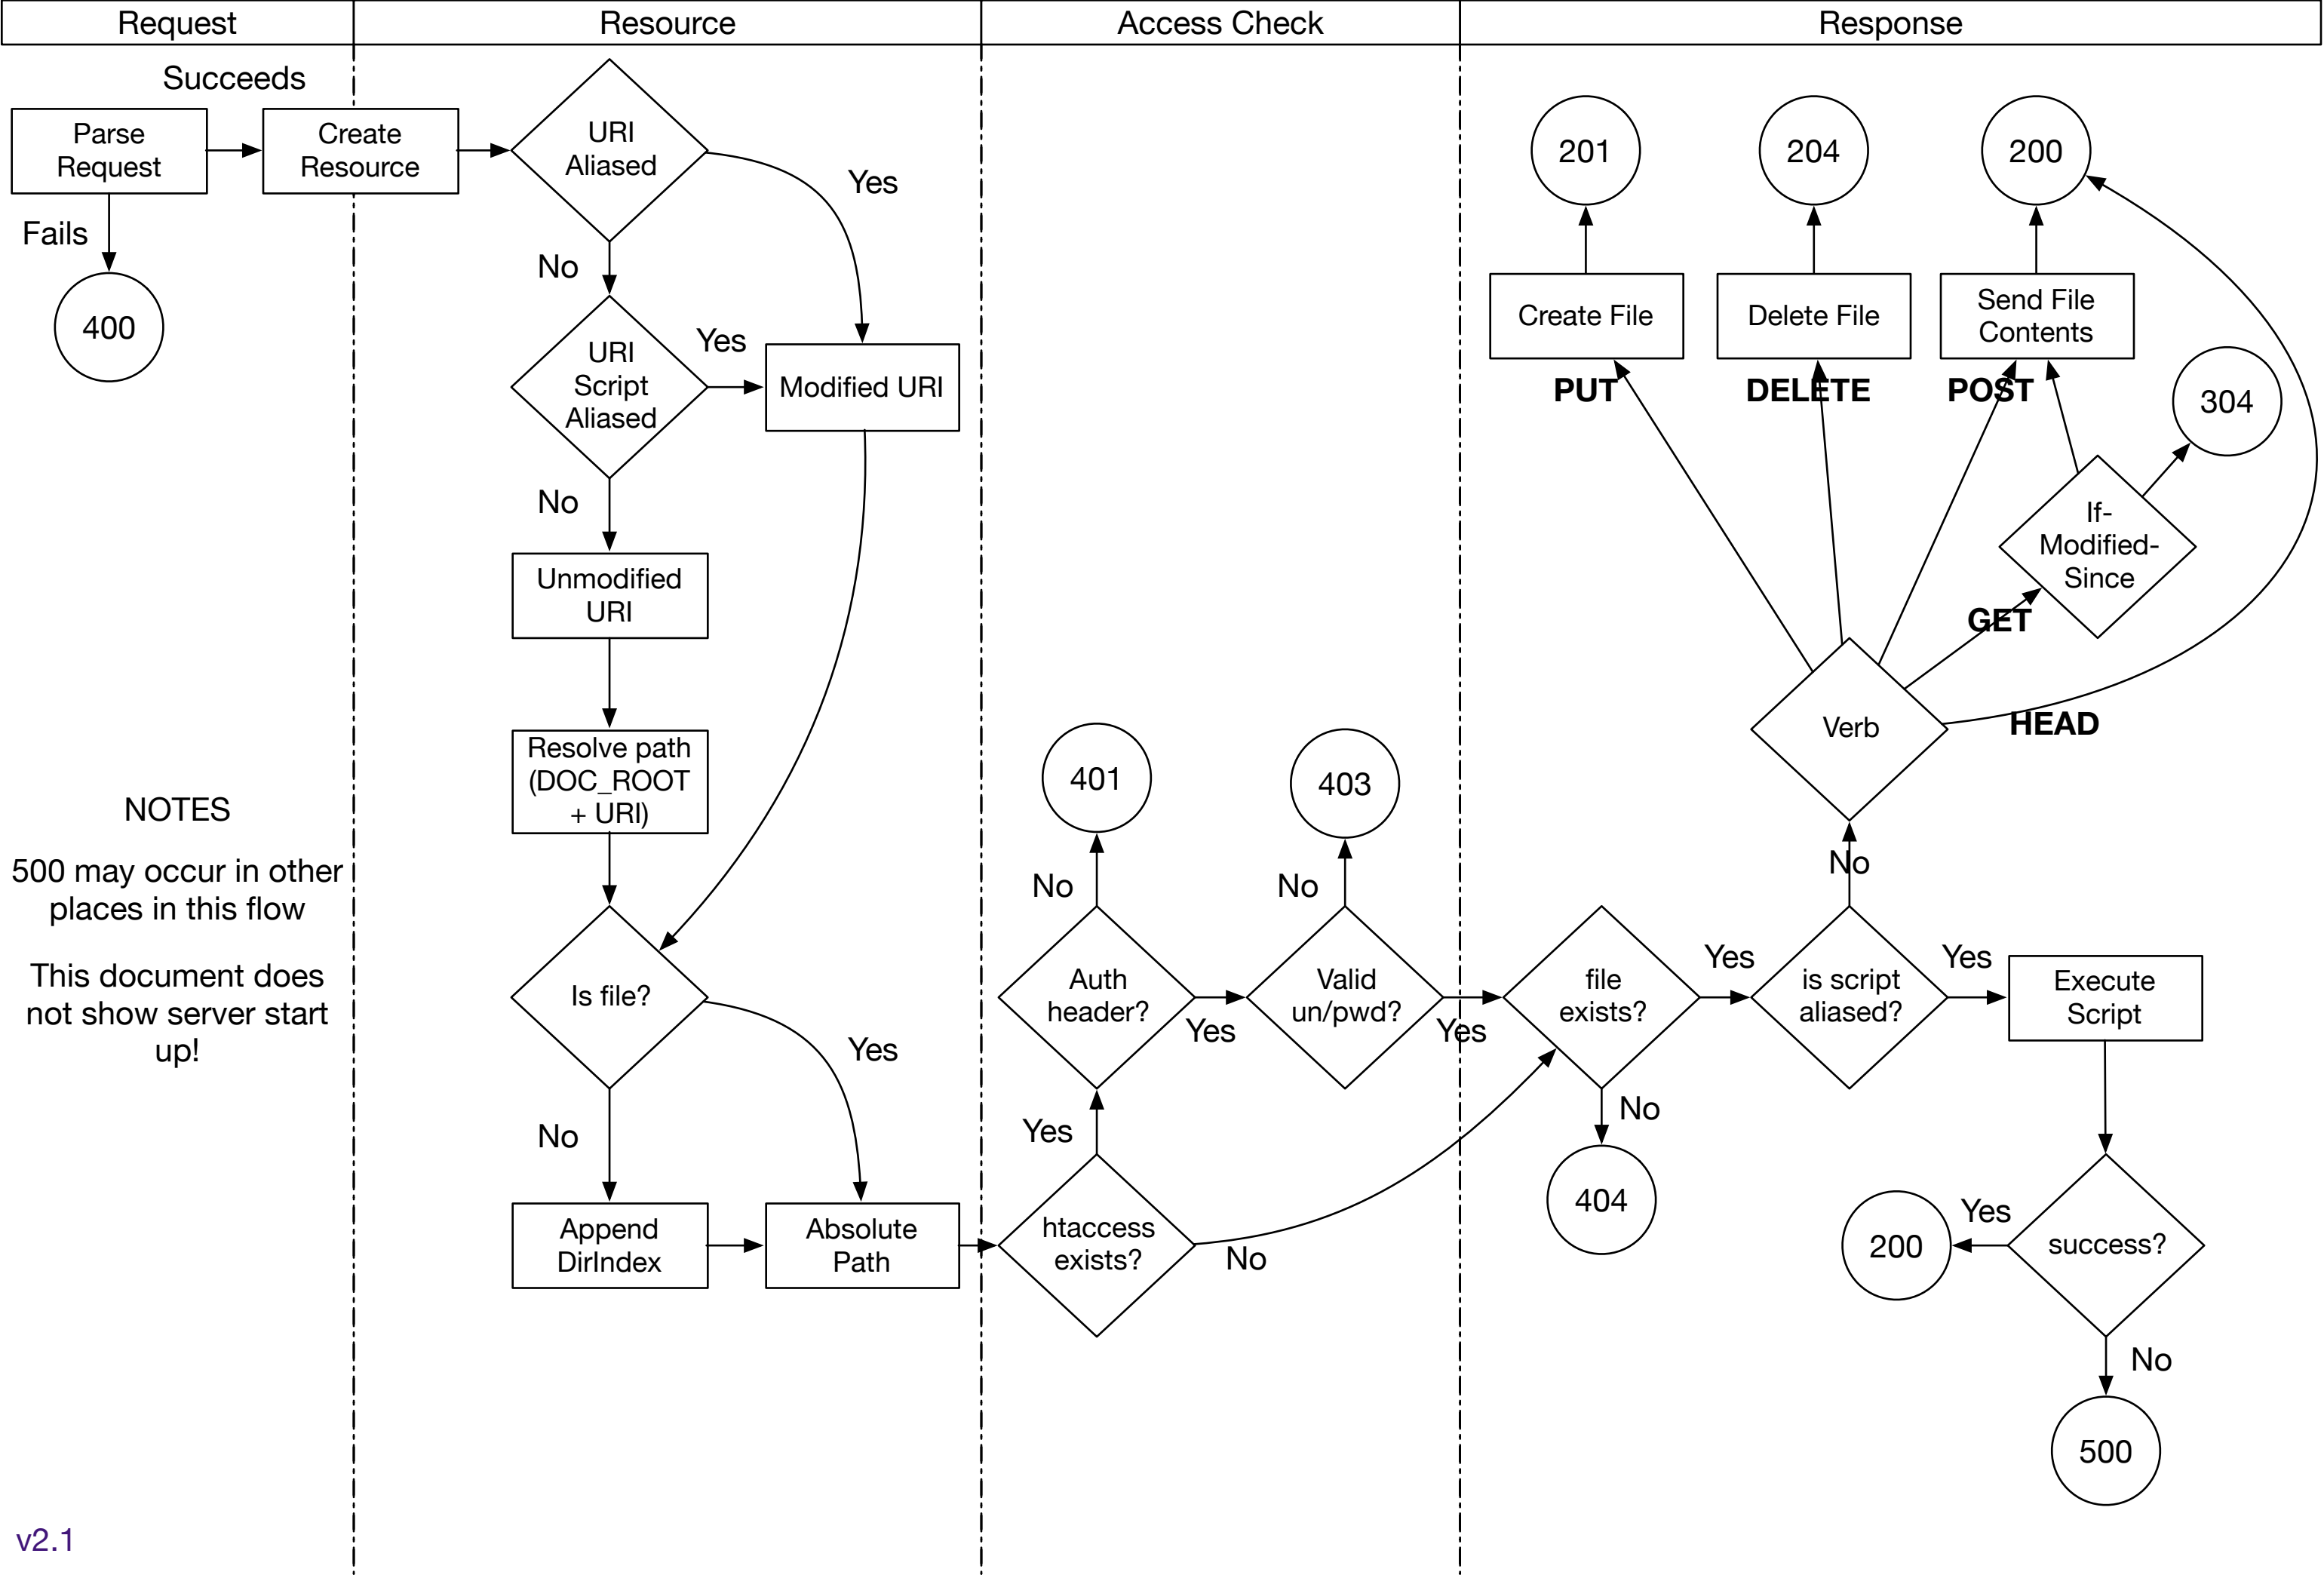 Request
Resource
Access Check
Response
Succeeds
Parse
Request
Create
Resource
Fails
400
URI
Aliased
Yes
No
URI
Script
Aliased
Yes
Modified URI
No
Unmodified
URI
Resolve path
(DOC_ROOT
+ URI)
Is file?
Yes
No
Append
DirIndex
Absolute
Path
NOTES
500 may occur in other
places in this flow
This document does
not show server start
up!
v2.1
401
403
No
No
Auth
header?
Yes
Valid
un/pwd?
Yes
Yes
htaccess
exists?
No
201
204
200
Create File
Delete File
Send File
Contents
PUT
DELETE
POST
304
If-
Modified-
Since
GET
Verb
HEAD
No
file
exists?
Yes
is script
aliased?
Yes
Execute
Script
No
404
200
Yes
success?
No
500